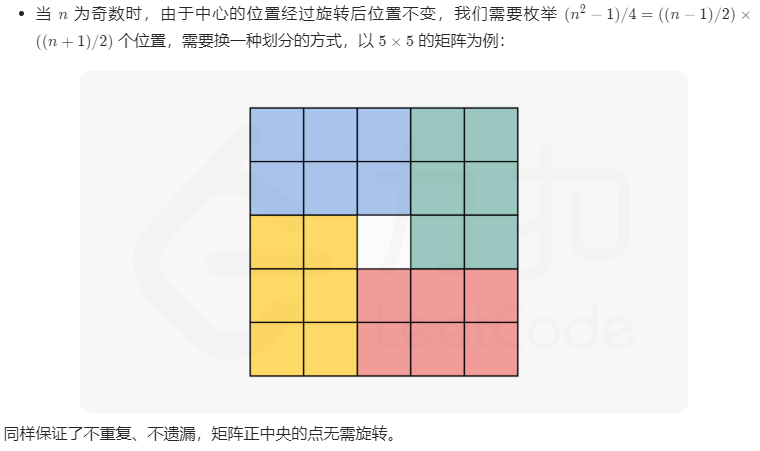 • 当 n 为奇数时，由于中心的位置经过旋转后位置不变，我们需要枚举 (n² − 1)/4 = ((n − 1)/2) ×
((n + 1)/2) 个位置，需要换一种划分的方式，以 5 × 5 的矩阵为例：
力扣
LeetCode
同样保证了不重复、不遗漏，矩阵正中央的点无需旋转。